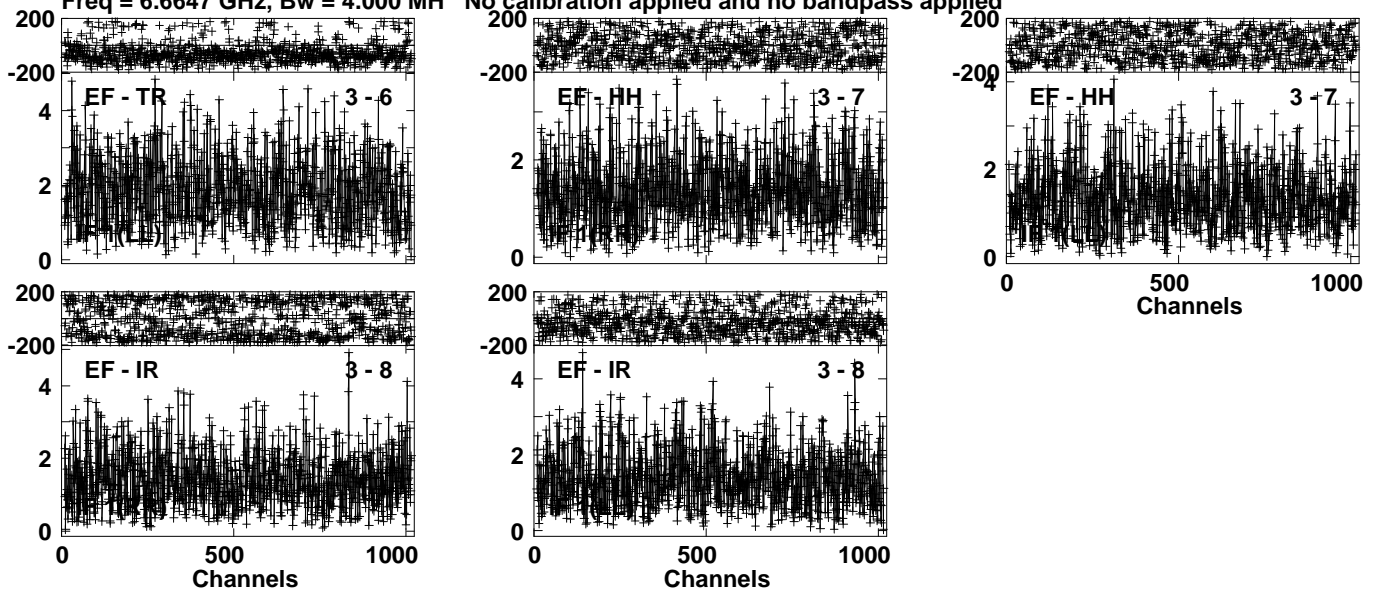 Freq = 6.6647 GHz, Bw = 4.000 MH No calibration applied and no bandpass applied
200 200 200
-200 -200 -200
EF - TR 3 - 6 EF - HH 3 - 7 EF - HH 3 - 7
4 4
2 2 2
0 0 0
0 500 1000
Channels
200 200
-200 -200
EF - IR 3 - 8 EF - IR 3 - 8
4 4
2 2
0 0
0 500 1000 0 500 1000
Channels Channels